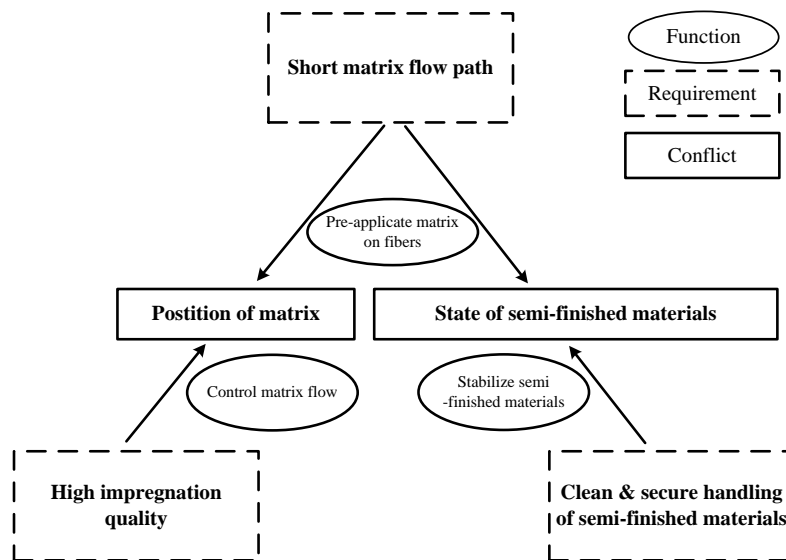 Short matrix flow path
Function
Requirement
Conflict
Pre-applicate matrix
on fibers
Postition of matrix
State of semi-finished materials
Control matrix flow
Stabilize semi
-finished materials
High impregnation
quality
Clean & secure handling
of semi-finished materials